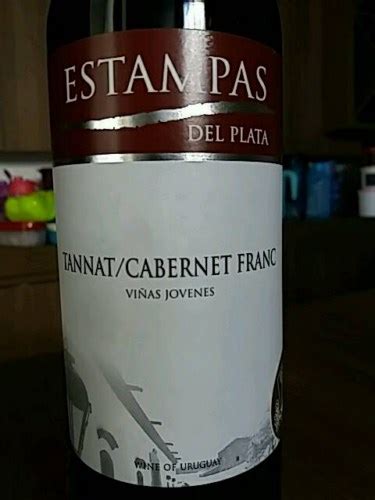 ESTAMPAS
DEL PLATA
TANNAT/CABERNET FRANC
VIÑAS JOVENES
WINE OF URUGUAY